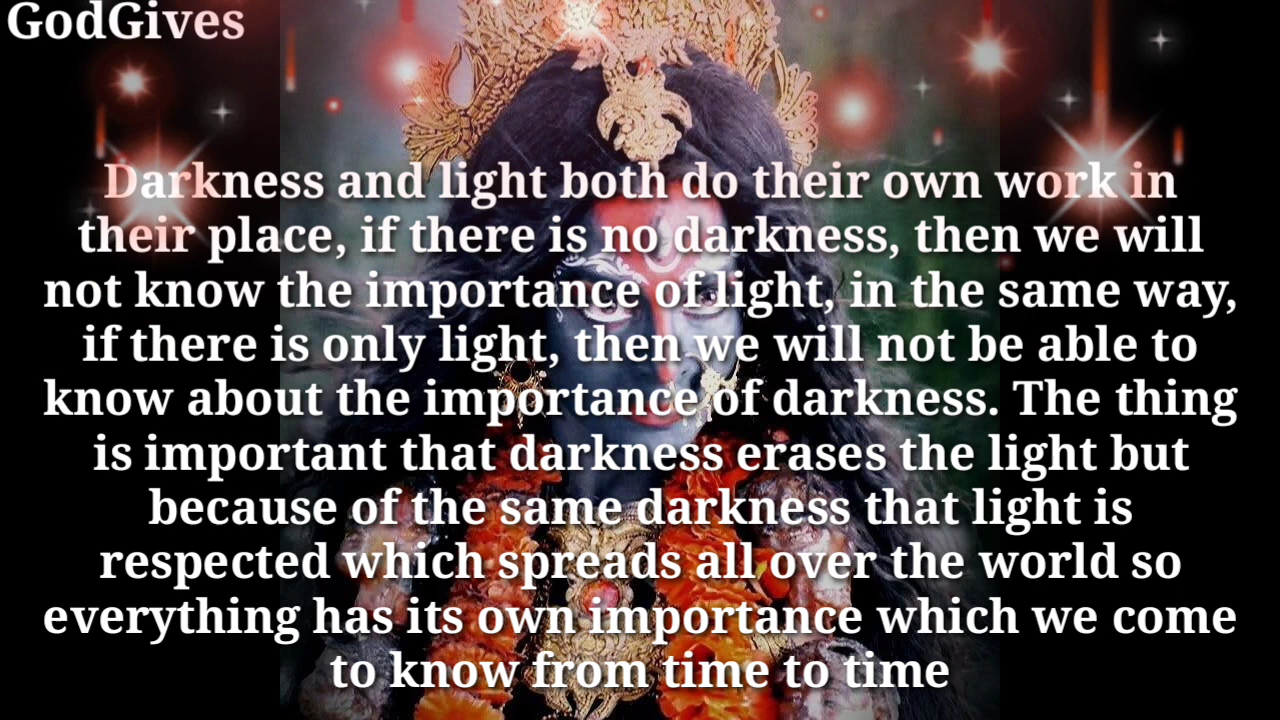 GodGives
Darkness and light both do their own work in
their place, if there is no darkness, then we will
not know the importance of light, in the same way,
if there is only light, then we will not be able to
know about the importance of darkness. The thing
is important that darkness erases the light but
because of the same darkness that light is
respected which spreads all over the world so
everything has its own importance which we come
to know from time to time